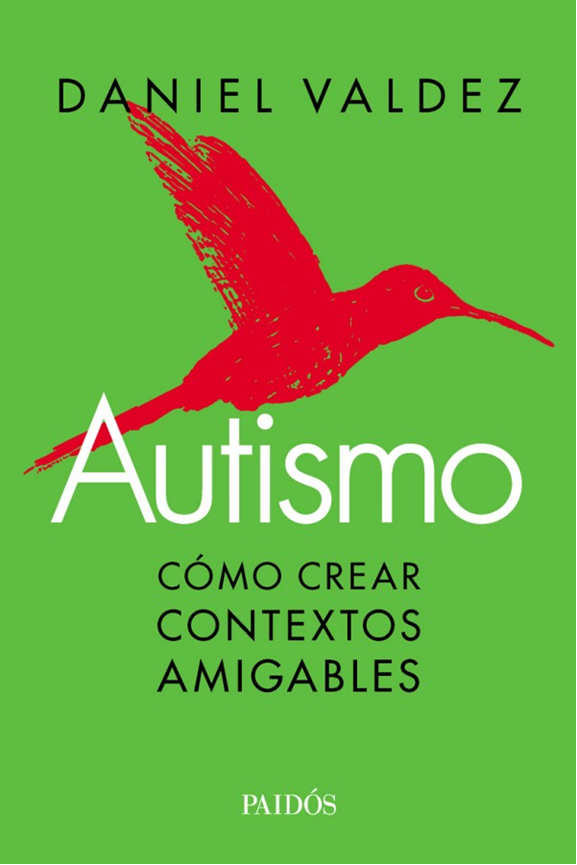 DANIEL VALDEZ
Autismo
CÓMO CREAR
CONTEXTOS
AMIGABLES
PAIDÓS